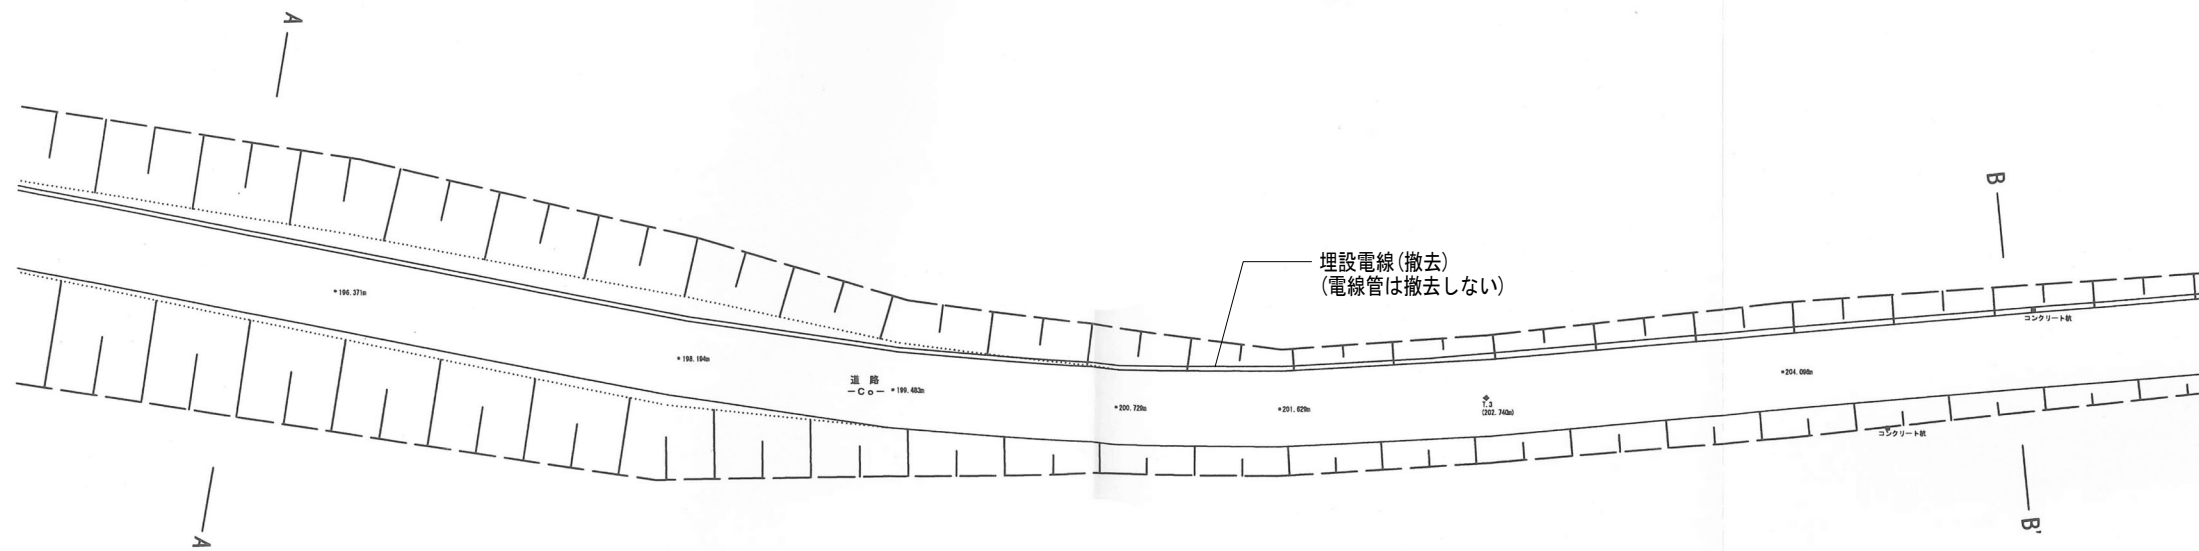 A
B
埋設電線(撤去)
(電線管は撤去しない)
196.371m
コンクリート杭
198.194m
道路
204.098m
-Co-
199.483m
200.729m
201.629m
T.3
(202.740m)
コンクリート杭
A
B'